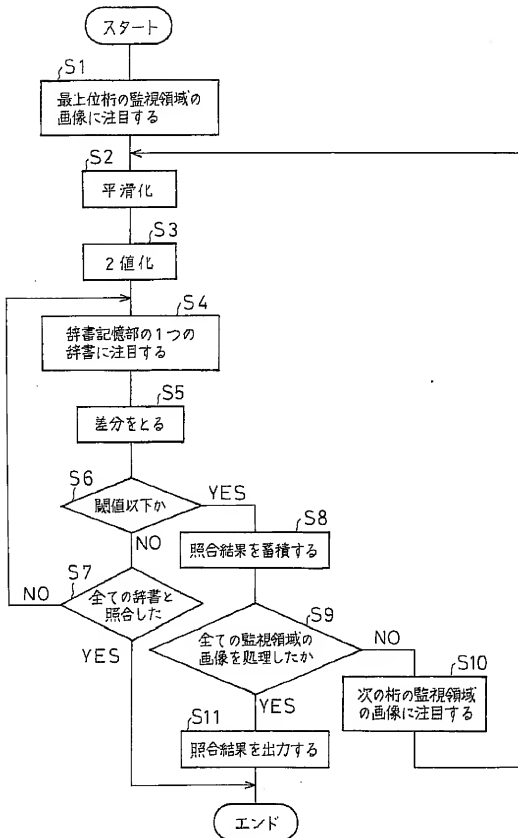 スタート
S1
最上位桁の監視領域の
画像に注目する
S2
平滑化
S3
2値化
S4
辞書記憶部の1つの
辞書に注目する
S5
差分をとる
S6
閾値以下か
YES
NO
S7
全ての辞書と
照合した
NO
YES
S8
照合結果を蓄積する
S9
全ての監視領域の
画像を処理したか
NO
YES
S10
次の桁の監視領域
の画像に注目する
S11
照合結果を出力する
エンド